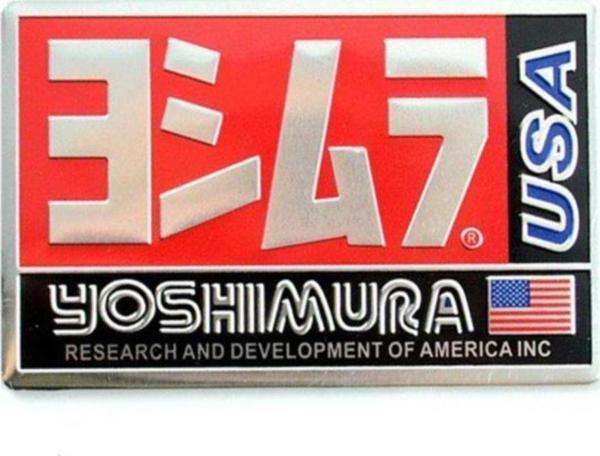 ヨシムラ®
USA
YOSHIMURA
RESEARCH AND DEVELOPMENT OF AMERICA INC